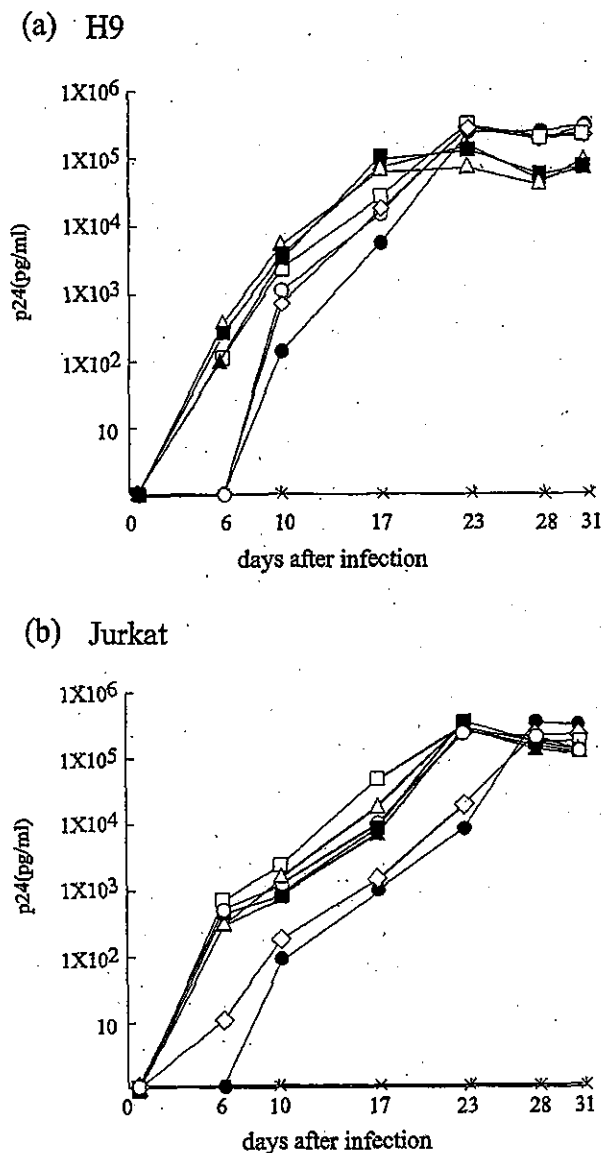 (a) H9
1X10⁶
1X10⁵
1X10⁴
1X10³
1X10²
10
p24(pg/ml)
0 6 10 17 23 28 31
days after infection
(b) Jurkat
1X10⁶
1X10⁵
1X10⁴
1X10³
1X10²
10
p24(pg/ml)
0 6 10 17 23 28 31
days after infection